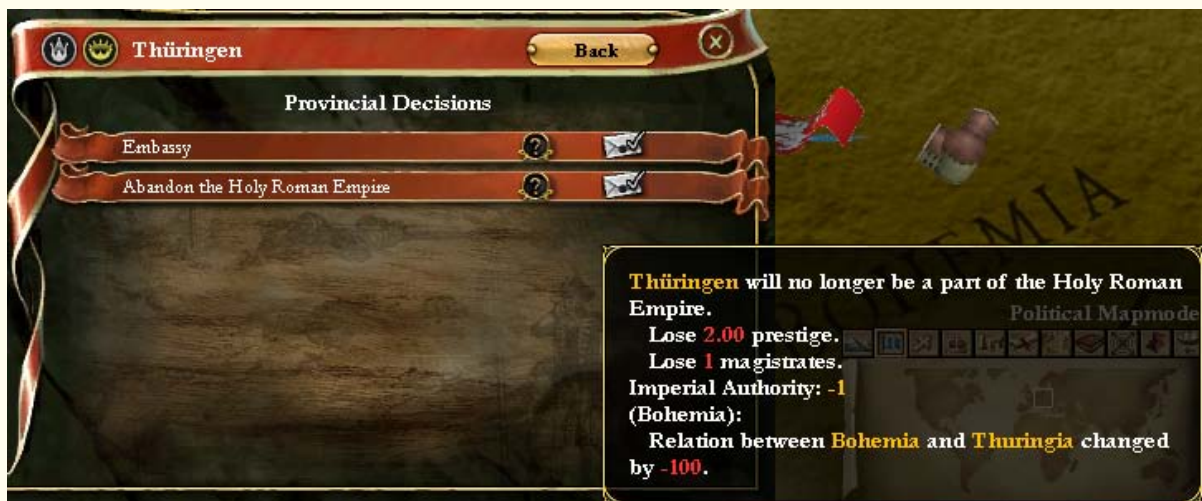 Thüringen
Back
Provincial Decisions
Embassy
?
Abandon the Holy Roman Empire
?
BOHEMIA
Thüringen will no longer be a part of the Holy Roman
Empire.
Political Mapmode
Lose 2.00 prestige.
Lose 1 magistrates.
Imperial Authority: -1
(Bohemia):
Relation between Bohemia and Thuringia changed
by -100.